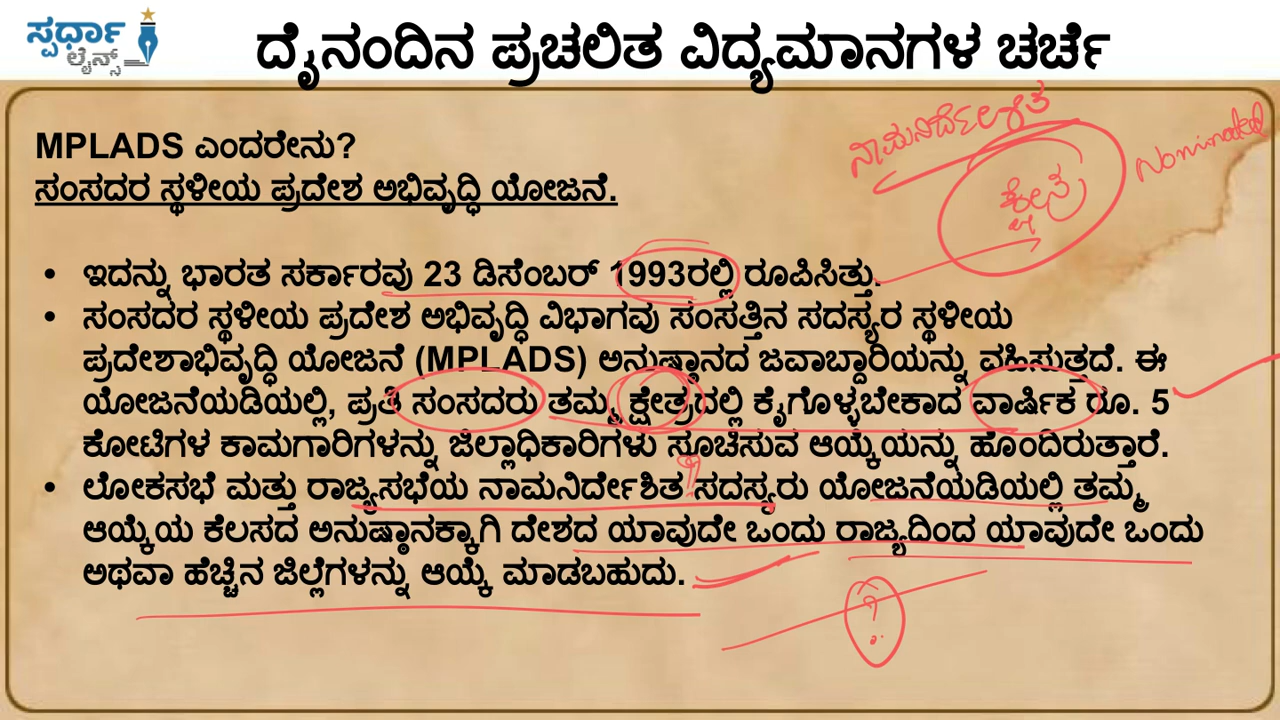 ಸ್ಪರ್ಧಾ
ಲೈನ್ಸ್
ದೈನಂದಿನ ಪ್ರಚಲಿತ ವಿದ್ಯಮಾನಗಳ ಚರ್ಚೆ
ನಾಮನಿರ್ದೇಶಿತ
Nominated
ಕ್ಷೇತ್ರ
MPLADS ಎಂದರೇನು?
ಸಂಸದರ ಸ್ಥಳೀಯ ಪ್ರದೇಶ ಅಭಿವೃದ್ಧಿ ಯೋಜನೆ.
• ಇದನ್ನು ಭಾರತ ಸರ್ಕಾರವು 23 ಡಿಸೆಂಬರ್ 1993ರಲ್ಲಿ ರೂಪಿಸಿತ್ತು.
• ಸಂಸದರ ಸ್ಥಳೀಯ ಪ್ರದೇಶ ಅಭಿವೃದ್ಧಿ ವಿಭಾಗವು ಸಂಸತ್ತಿನ ಸದಸ್ಯರ ಸ್ಥಳೀಯ
ಪ್ರದೇಶಾಭಿವೃದ್ಧಿ ಯೋಜನೆ (MPLADS) ಅನುಷ್ಠಾನದ ಜವಾಬ್ದಾರಿಯನ್ನು ವಹಿಸುತ್ತದೆ. ಈ
ಯೋಜನೆಯಡಿಯಲ್ಲಿ, ಪ್ರತಿ ಸಂಸದರು ತಮ್ಮ ಕ್ಷೇತ್ರದಲ್ಲಿ ಕೈಗೊಳ್ಳಬೇಕಾದ ವಾರ್ಷಿಕ ರೂ. 5
ಕೋಟಿಗಳ ಕಾಮಗಾರಿಗಳನ್ನು ಜಿಲ್ಲಾಧಿಕಾರಿಗಳು ಸೂಚಿಸುವ ಆಯ್ಕೆಯನ್ನು ಹೊಂದಿರುತ್ತಾರೆ.
• ಲೋಕಸಭೆ ಮತ್ತು ರಾಜ್ಯಸಭೆಯ ನಾಮನಿರ್ದೇಶಿತ ಸದಸ್ಯರು ಯೋಜನೆಯಡಿಯಲ್ಲಿ ತಮ್ಮ
ಆಯ್ಕೆಯ ಕೆಲಸದ ಅನುಷ್ಠಾನಕ್ಕಾಗಿ ದೇಶದ ಯಾವುದೇ ಒಂದು ರಾಜ್ಯದಿಂದ ಯಾವುದೇ ಒಂದು
ಅಥವಾ ಹೆಚ್ಚಿನ ಜಿಲ್ಲೆಗಳನ್ನು ಆಯ್ಕೆ ಮಾಡಬಹುದು.
?